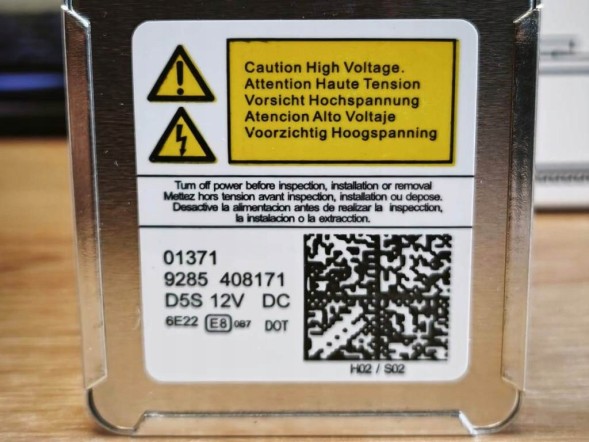 Caution High Voltage.
Attention Haute Tension
Vorsicht Hochspannung
Atencion Alto Voltaje
Voorzichtig Hoogspanning
Turn off power before inspection, installation or removal
Mettez hors tension avant inspection, installation ou depose.
Desactive la alimentacion antes de realizar la inspecction,
la instalacion o la extracction.
01371
9285 408171
D5S 12V DC
6E22 E8 0B7 DOT
H02 / S02